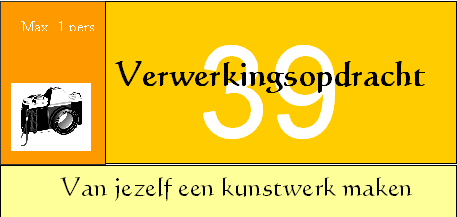 Max 1 pers
Verwerkingsopdracht
39
Van jezelf een kunstwerk maken